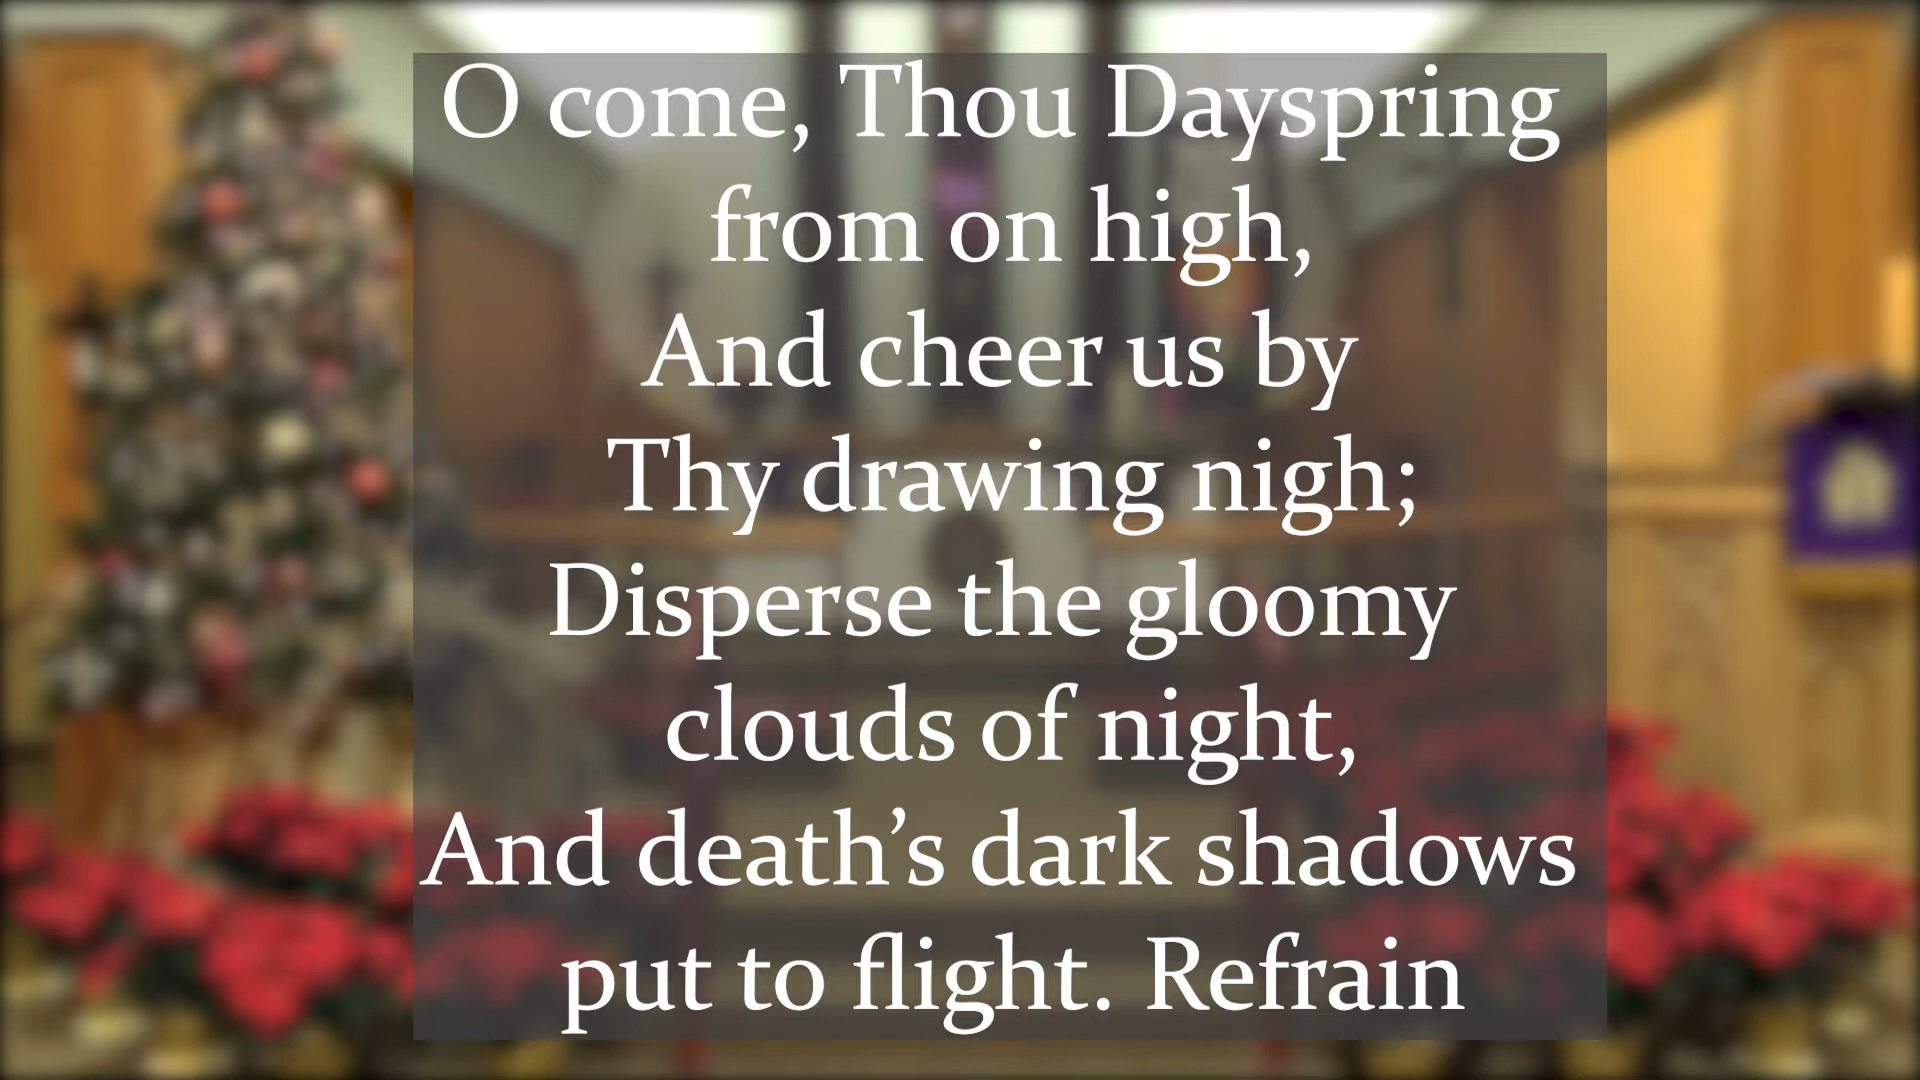 O come, Thou Dayspring
from on high,
And cheer us by
Thy drawing nigh;
Disperse the gloomy
clouds of night,
And death’s dark shadows
put to flight. Refrain